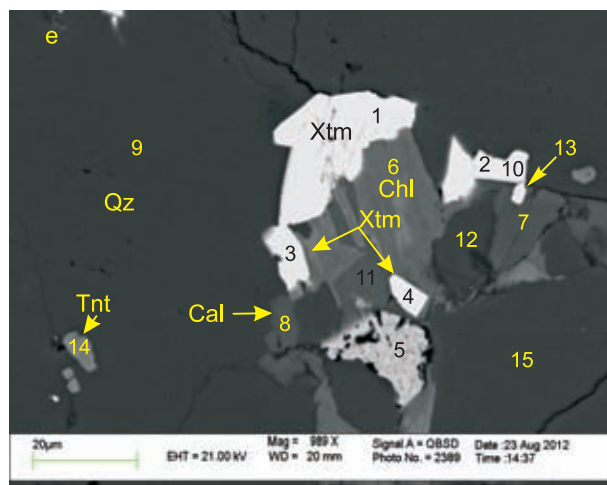 e
1
Xtm
9
6
2
10
13
Chl
Qz
Xtm
7
3
12
11
4
Tnt
Cal
8
14
5
15
20µm
EHT = 21.00 kV
Mag = 989 X
WD = 20 mm
Signal A = QBSD
Photo No. = 2389
Date :23 Aug 2012
Time :14:37